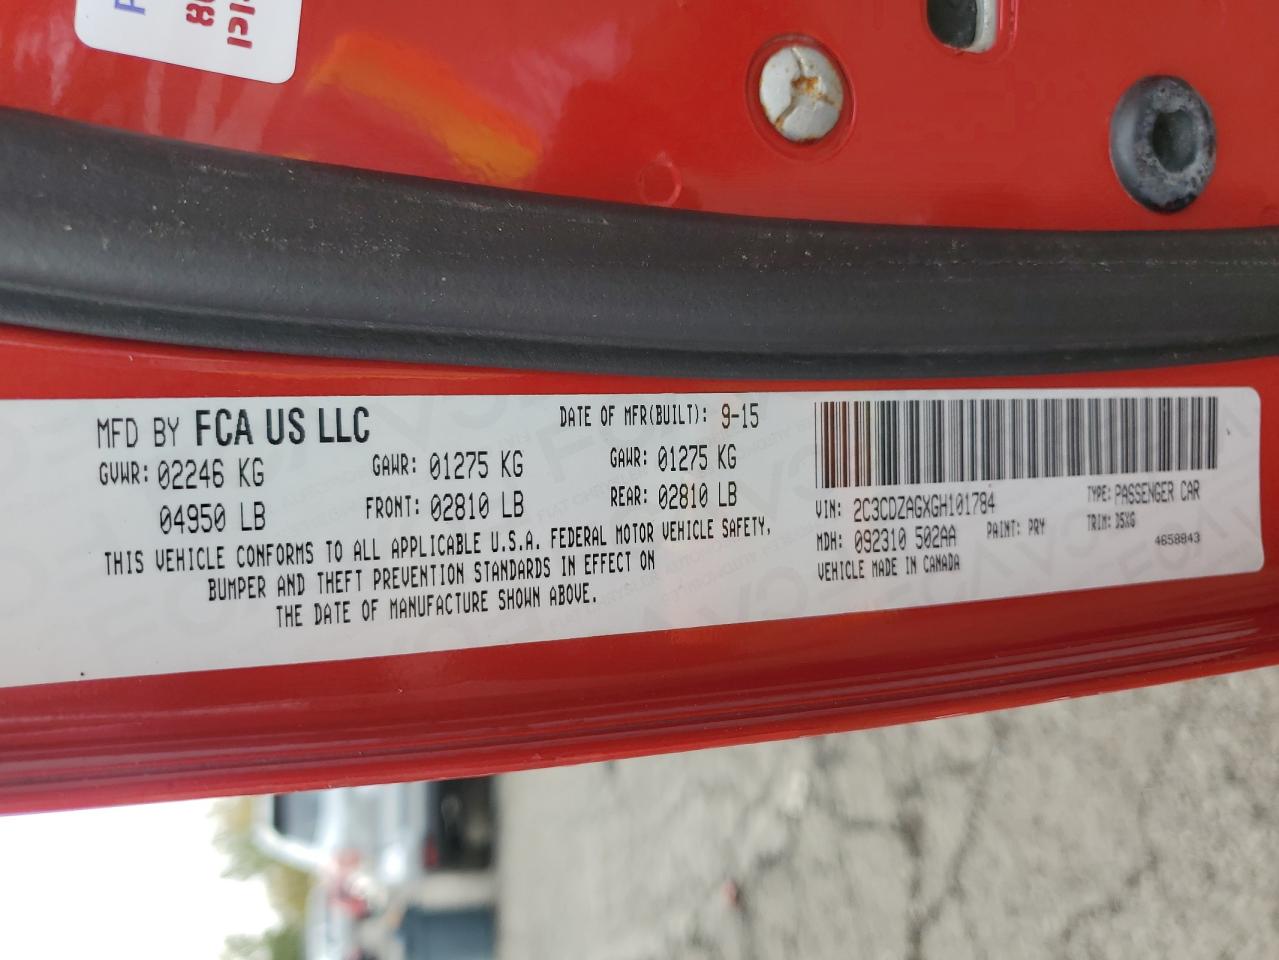 MFD BY FCA US LLC
DATE OF MFR(BUILT): 9-15
GVWR: 02246 KG
04950 LB
GAWR: 01275 KG
FRONT: 02810 LB
GAWR: 01275 KG
REAR: 02810 LB
THIS VEHICLE CONFORMS TO ALL APPLICABLE U.S.A. FEDERAL MOTOR VEHICLE SAFETY,
BUMPER AND THEFT PREVENTION STANDARDS IN EFFECT ON
THE DATE OF MANUFACTURE SHOWN ABOVE.
VIN: 2C3CDZAGXGH101784
TYPE: PASSENGER CAR
MDH: 092310 502AA
PAINT: PRY
TRIM: D5XG
VEHICLE MADE IN CANADA
4658843